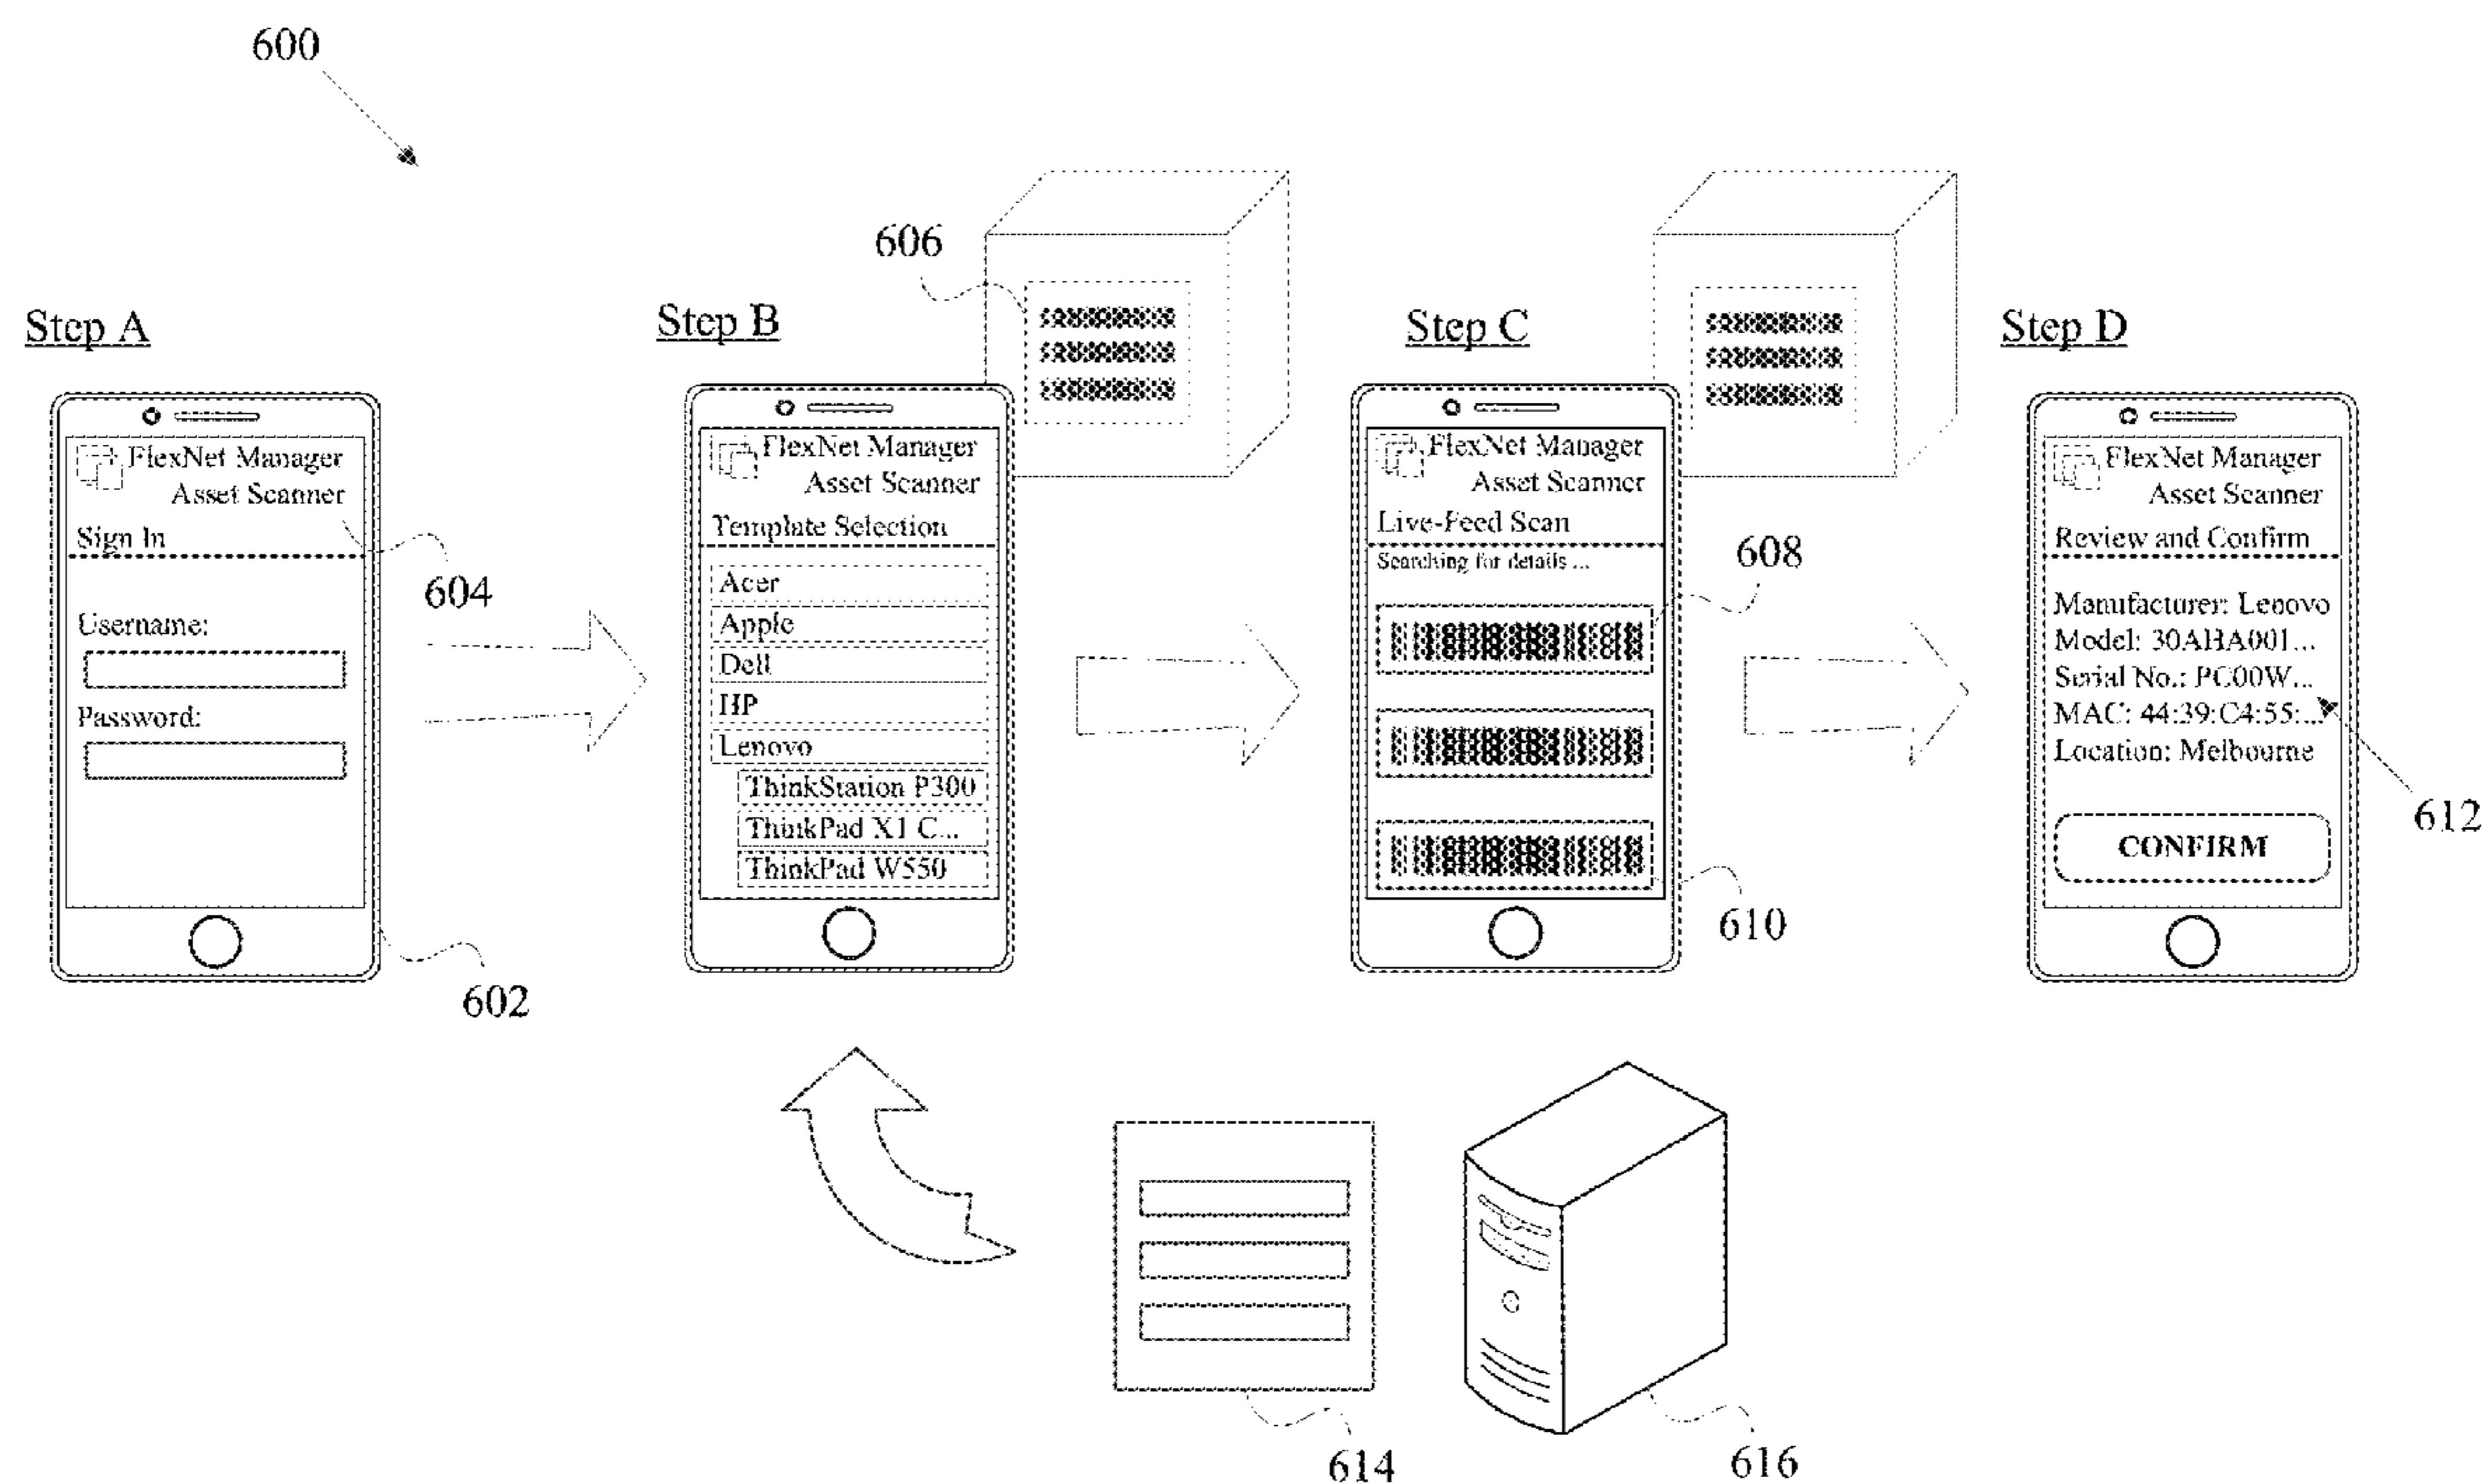 600
Step A
FlexNet Manager
Asset Scanner
Sign In
Username:
Password:
604
602
Step B
606
FlexNet Manager
Asset Scanner
Template Selection
Acer
Apple
Dell
HP
Lenovo
ThinkStation P300
ThinkPad X1 C...
ThinkPad W550
Step C
FlexNet Manager
Asset Scanner
Live-Feed Scan
Searching for details ...
608
610
Step D
FlexNet Manager
Asset Scanner
Review and Confirm
Manufacturer: Lenovo
Model: 30AHA001...
Serial No.: PC00W...
MAC: 44:39:C4:55:...
Location: Melbourne
CONFIRM
612
614
616